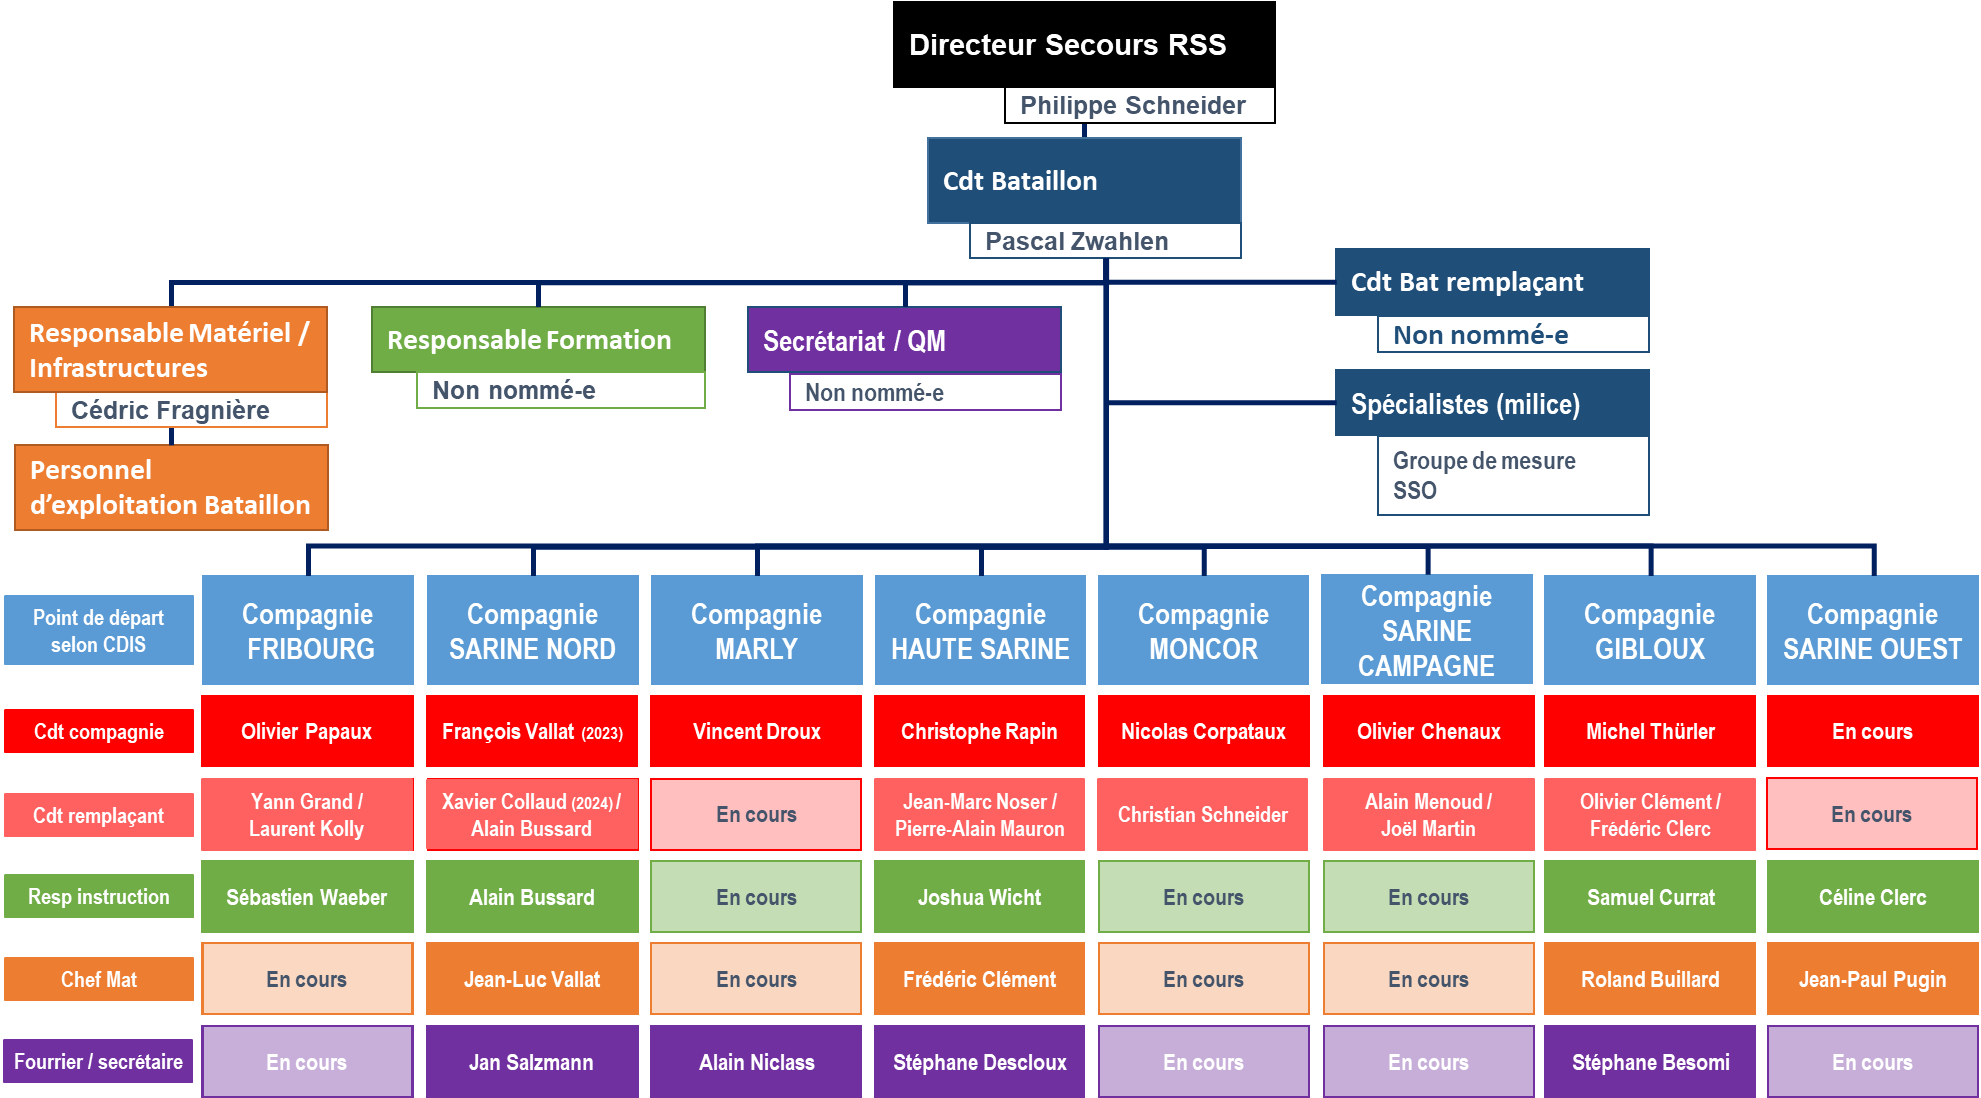 Directeur Secours RSS
Philippe Schneider
Cdt Bataillon
Pascal Zwahlen
Cdt Bat remplaçant
Non nommé-e
Responsable Matériel /
Infrastructures
Cédric Fragnière
Responsable Formation
Non nommé-e
Secrétariat / QM
Non nommé-e
Spécialistes (milice)
Groupe de mesure
SSO
Personnel
d’exploitation Bataillon
Point de départ
selon CDIS
Compagnie
FRIBOURG
Compagnie
SARINE NORD
Compagnie
MARLY
Compagnie
HAUTE SARINE
Compagnie
MONCOR
Compagnie
SARINE
CAMPAGNE
Compagnie
GIBLOUX
Compagnie
SARINE OUEST
Cdt compagnie
Olivier Papaux
François Vallat (2023)
Vincent Droux
Christophe Rapin
Nicolas Corpataux
Olivier Chenaux
Michel Thürler
En cours
Cdt remplaçant
Yann Grand /
Laurent Kolly
Xavier Collaud (2024) /
Alain Bussard
En cours
Jean-Marc Noser /
Pierre-Alain Mauron
Christian Schneider
Alain Menoud /
Joël Martin
Olivier Clément /
Frédéric Clerc
En cours
Resp instruction
Sébastien Waeber
Alain Bussard
En cours
Joshua Wicht
En cours
En cours
Samuel Currat
Céline Clerc
Chef Mat
En cours
Jean-Luc Vallat
En cours
Frédéric Clément
En cours
En cours
Roland Buillard
Jean-Paul Pugin
Fourrier / secrétaire
En cours
Jan Salzmann
Alain Niclass
Stéphane Descloux
En cours
En cours
Stéphane Besomi
En cours